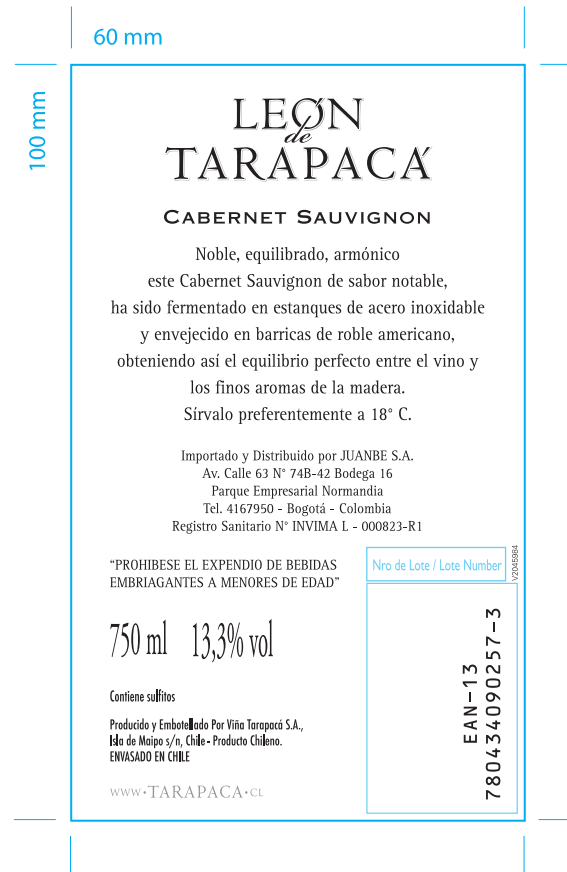 60 mm
100 mm
LEÓN
de
TARAPACÁ
CABERNET SAUVIGNON
Noble, equilibrado, armónico
este Cabernet Sauvignon de sabor notable,
ha sido fermentado en estanques de acero inoxidable
y envejecido en barricas de roble americano,
obteniendo así el equilibrio perfecto entre el vino y
los finos aromas de la madera.
Sírvalo preferentemente a 18° C.
Importado y Distribuido por JUANBE S.A.
Av. Calle 63 N° 74B-42 Bodega 16
Parque Empresarial Normandia
Tel. 4167950 - Bogotá - Colombia
Registro Sanitario N° INVIMA L - 000823-R1
“PROHIBESE EL EXPENDIO DE BEBIDAS
EMBRIAGANTES A MENORES DE EDAD”
Nro de Lote / Lote Number
V2045984
750 ml 13,3% vol
Contiene sulfitos
Producido y Embotellado Por Viña Tarapacá S.A.,
Isla de Maipo s/n, Chile - Producto Chileno.
ENVASADO EN CHILE
WWW•TARAPACA•CL
EAN-13
7804340902 57-3